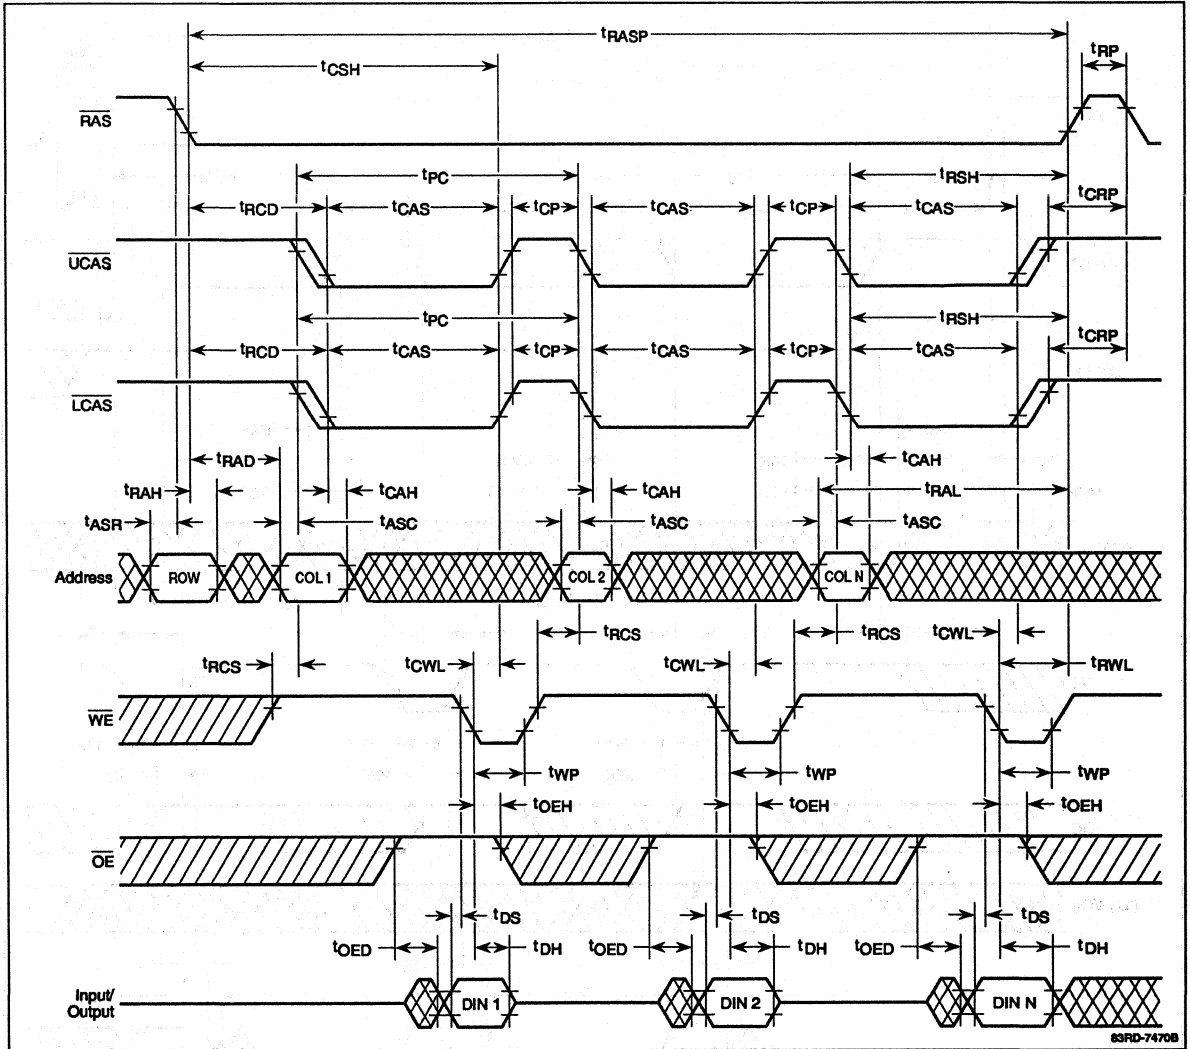 tRASP
tRP
tCSH
RAS
tPC
tRSH
tRCD
tCAS
tCP
tCAS
tCP
tCAS
tCRP
UCAS
tPC
tRSH
tRCD
tCAS
tCP
tCAS
tCP
tCAS
tCRP
LCAS
tRAD
tCAH
tRAH
tCAH
tCAH
tRAL
tASR
tASC
tASC
tASC
Address
ROW
COL 1
COL 2
COL N
tRCS
tRCS
tCWL
tRCS
tCWL
tCWL
tRWL
WE
tWP
tWP
tWP
tOEH
tOEH
tOEH
OE
tDS
tDS
tDS
tOED
tDH
tOED
tDH
tOED
tDH
Input/
Output
DIN 1
DIN 2
DIN N
83RD-7470B